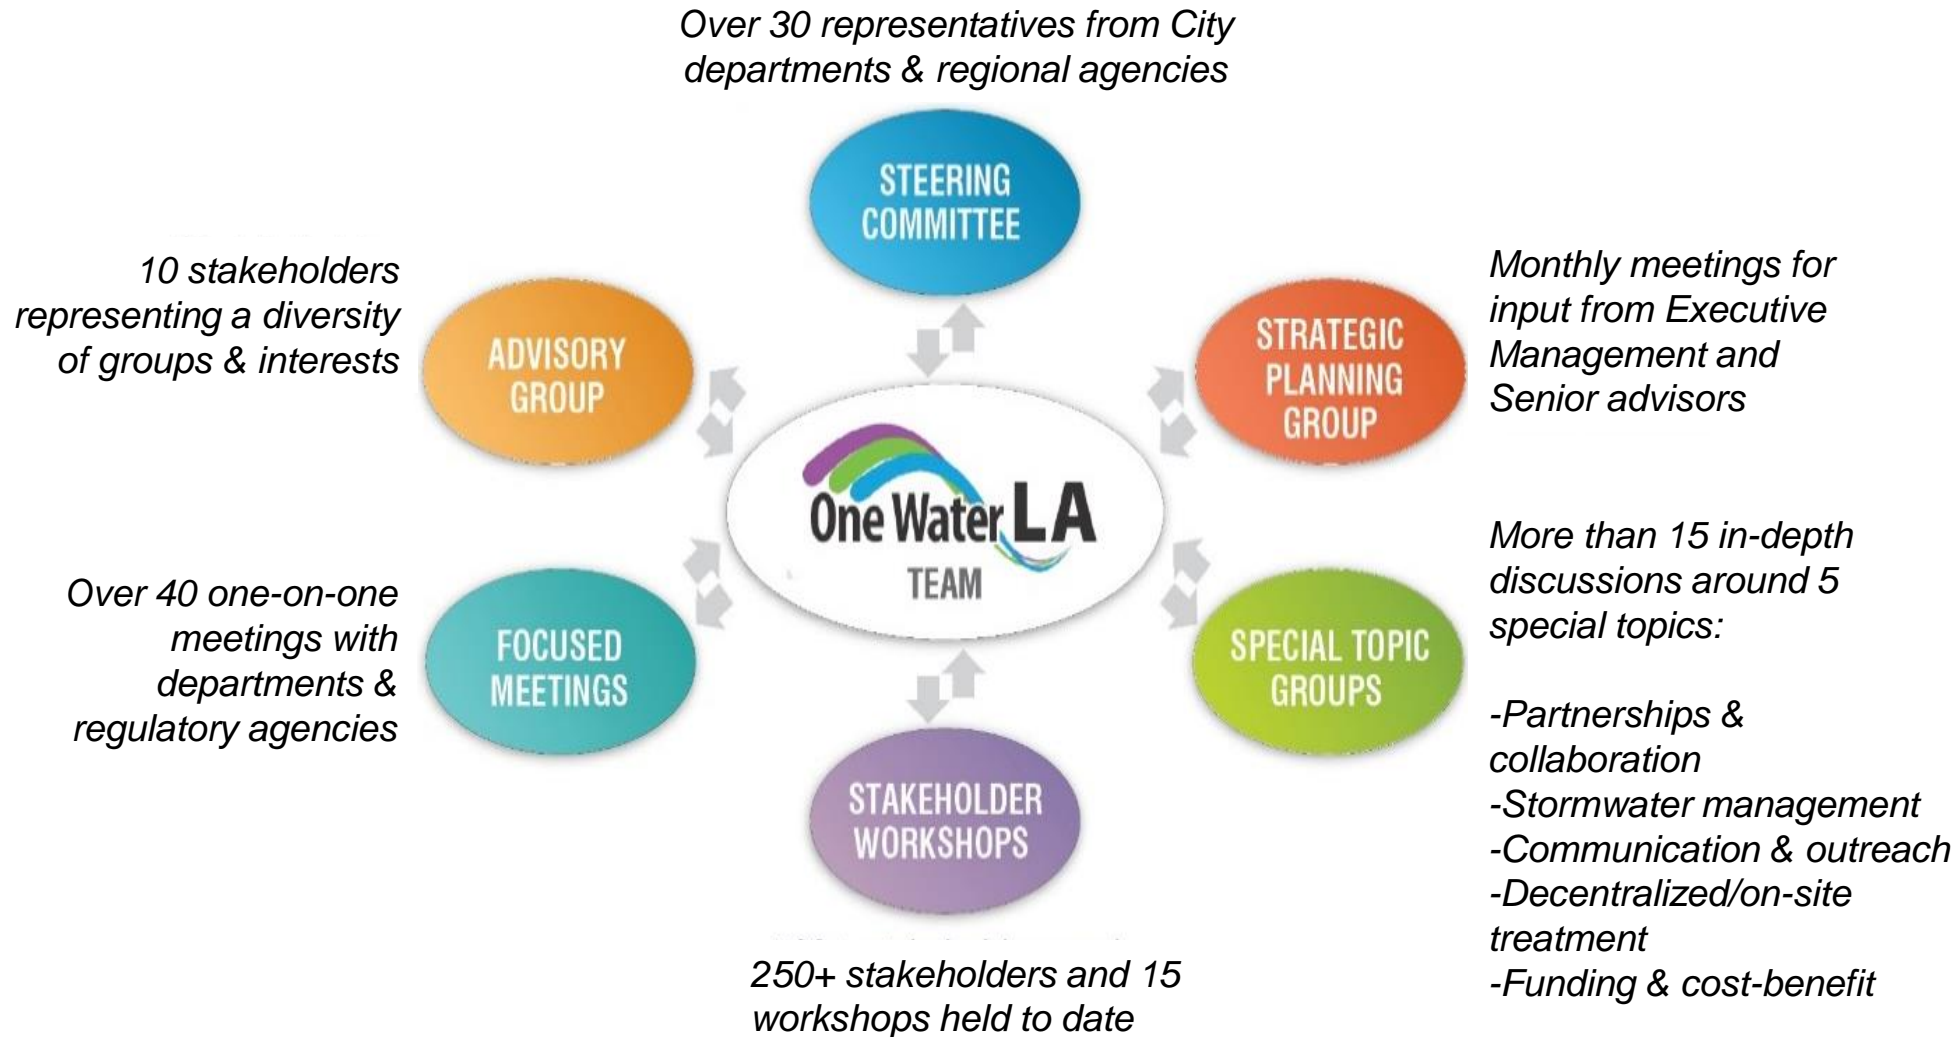 Over 30 representatives from City
departments & regional agencies
STEERING
COMMITTEE
10 stakeholders
representing a diversity
of groups & interests
ADVISORY
GROUP
STRATEGIC
PLANNING
GROUP
Monthly meetings for
input from Executive
Management and
Senior advisors
One Water LA
TEAM
Over 40 one-on-one
meetings with
departments &
regulatory agencies
FOCUSED
MEETINGS
SPECIAL TOPIC
GROUPS
More than 15 in-depth
discussions around 5
special topics:
-Partnerships &
collaboration
-Stormwater management
-Communication & outreach
-Decentralized/on-site
treatment
-Funding & cost-benefit
STAKEHOLDER
WORKSHOPS
250+ stakeholders and 15
workshops held to date